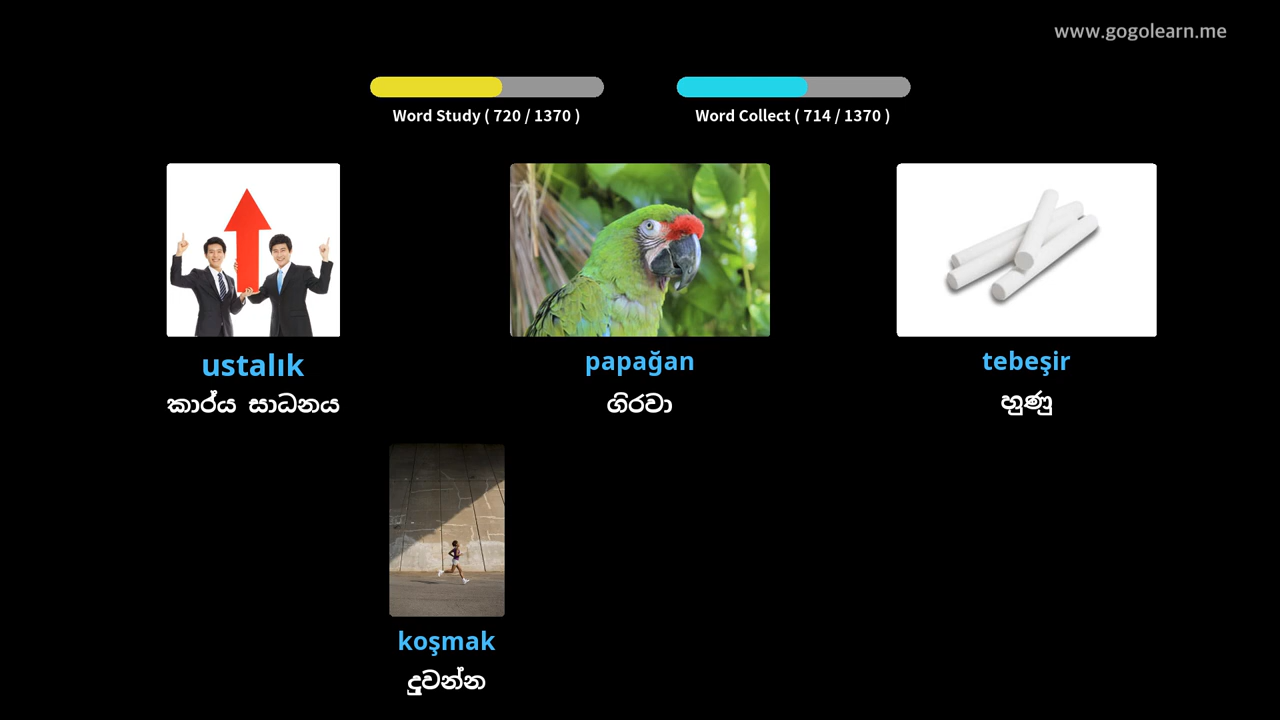 www.gogolearn.me
Word Study ( 720 / 1370 )
Word Collect ( 714 / 1370 )
ustalık
කාර්ය සාධනය
papağan
ගිරවා
tebeşir
හුණු
koşmak
දුවන්න